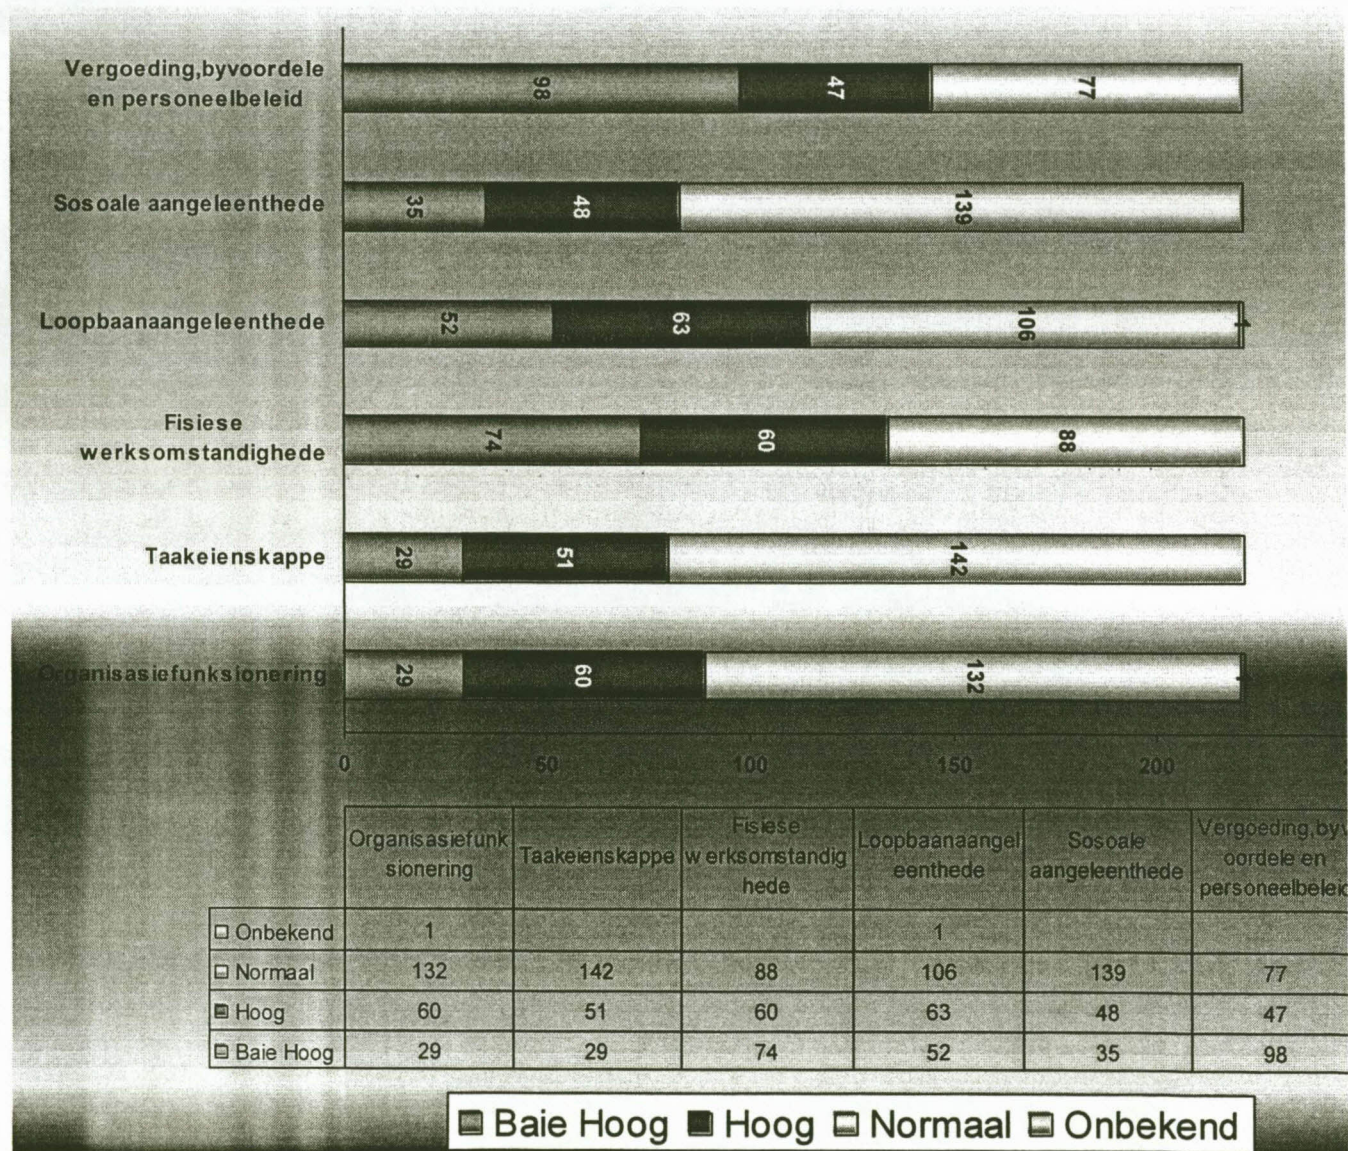 Vergoeding,byvoordele
en personeelbeleid
98 47 77
Sosoale aangeleenthede
35 48 139
Loopbaanaangeleenthede
52 63 106 1
Fisiese
werksomstandighede
74 60 88
Taakeienskappe
29 51 142
Organisasiefunksionering
29 60 132
0 50 100 150 200
Organisasiefunk
sionering
Taakeienskappe
Fisiese
werksomstandig
hede
Loopbaanaangel
eenthede
Sosoale
aangeleenthede
Vergoeding,byv
oordele en
personeelbeleid
Onbekend 1 1
Normaal 132 142 88 106 139 77
Hoog 60 51 60 63 48 47
Baie Hoog 29 29 74 52 35 98
Baie Hoog Hoog Normaal Onbekend